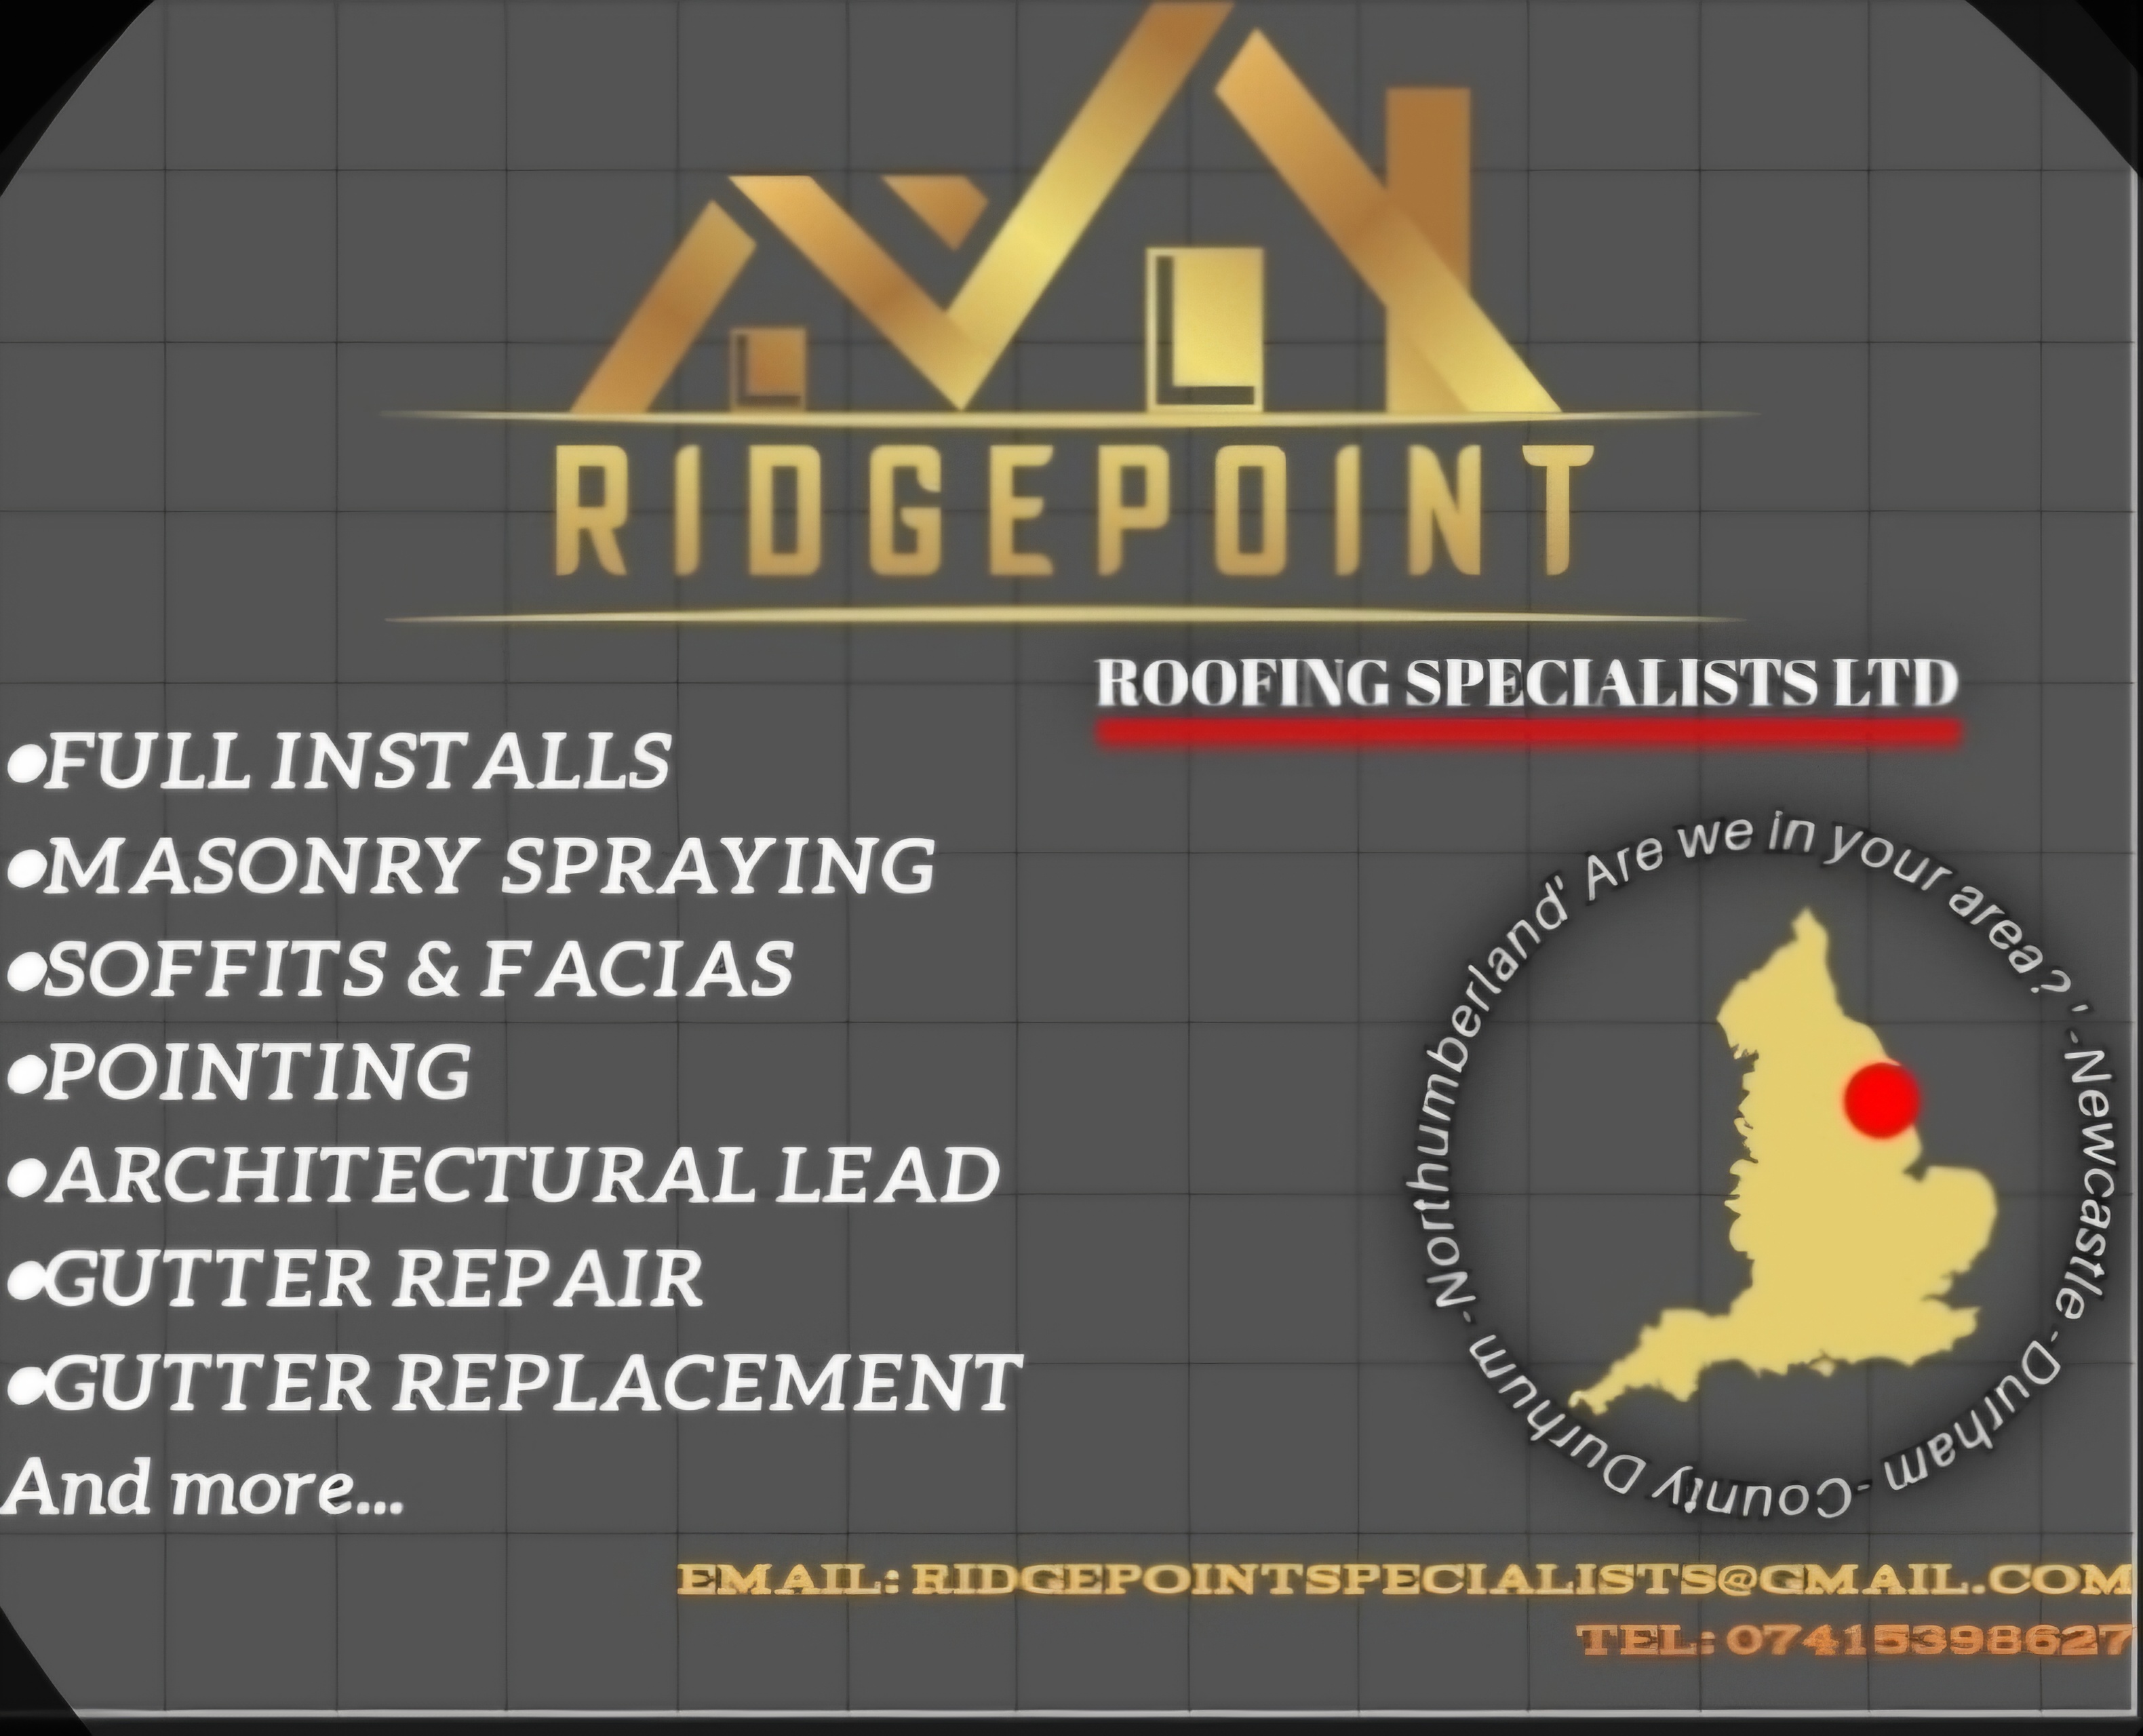 RIDGEPOINT
ROOFING SPECIALISTS LTD
•FULL INSTALLS
•MASONRY SPRAYING
•SOFFITS & FACIAS
•POINTING
•ARCHITECTURAL LEAD
•GUTTER REPAIR
•GUTTER REPLACEMENT
And more...
Are we in your area? ' -Newcastle -Durham -County Durhum -Northumberland'
EMAIL: RIDGEPOINTSPECIALISTS@GMAIL.COM
TEL: 07415398627